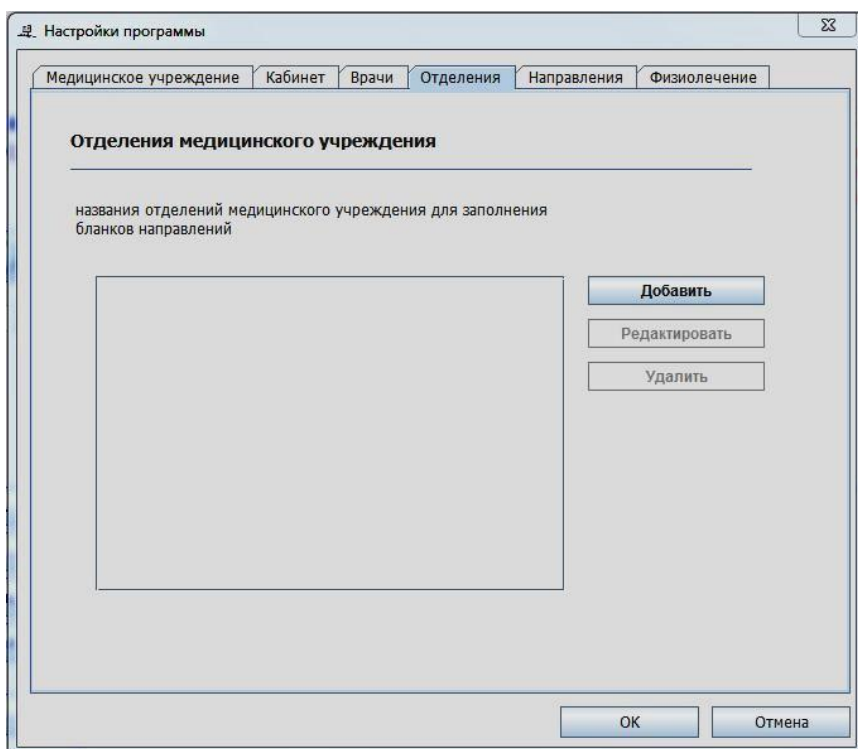 Настройки программы
Медицинское учреждение Кабинет Врачи Отделения Направления Физиолечение
Отделения медицинского учреждения
названия отделений медицинского учреждения для заполнения
бланков направлений
Добавить
Редактировать
Удалить
OK Отмена